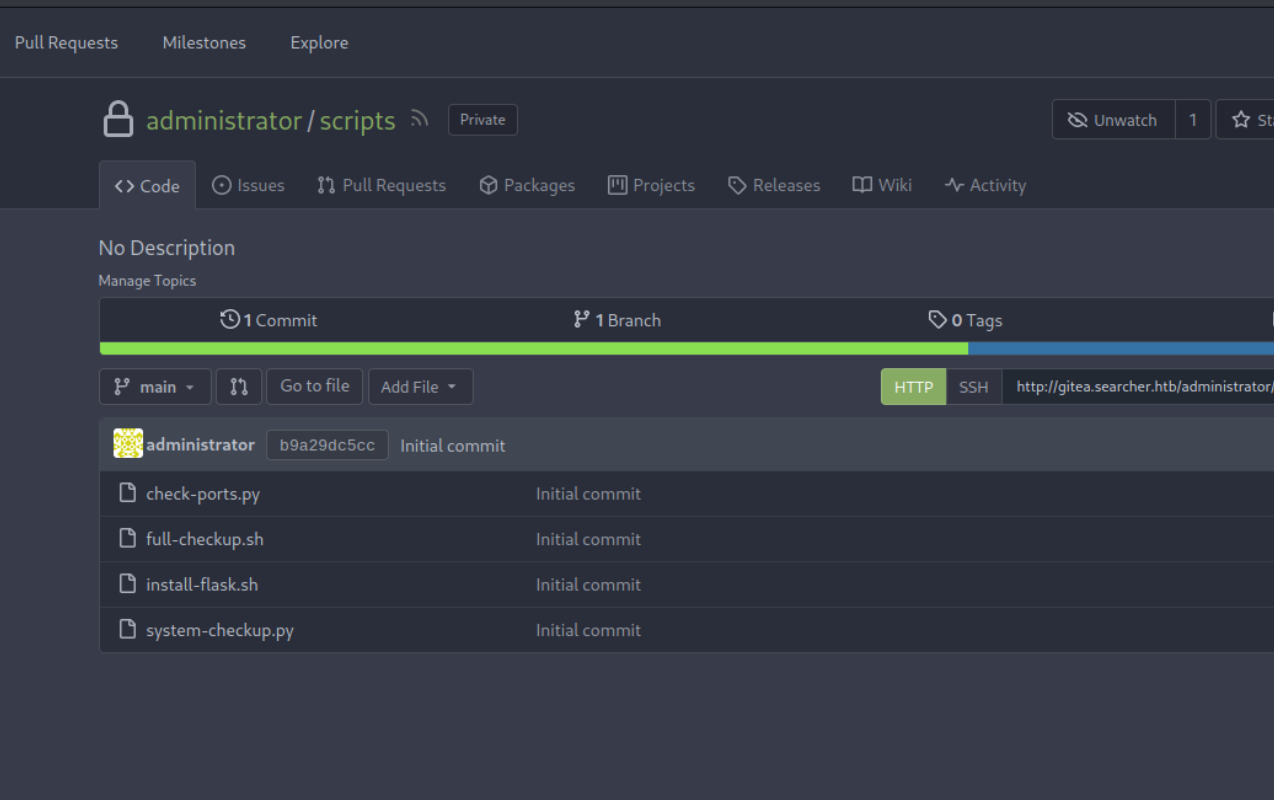 Pull Requests Milestones Explore
administrator/scripts Private Unwatch 1
Code Issues Pull Requests Packages Projects Releases Wiki Activity
No Description
Manage Topics
1 Commit 1 Branch 0 Tags
main Go to file Add File HTTP SSH http://gitea.searcher.htb/administrator/
administrator b9a29dc5cc Initial commit
check-ports.py Initial commit
full-checkup.sh Initial commit
install-flask.sh Initial commit
system-checkup.py Initial commit